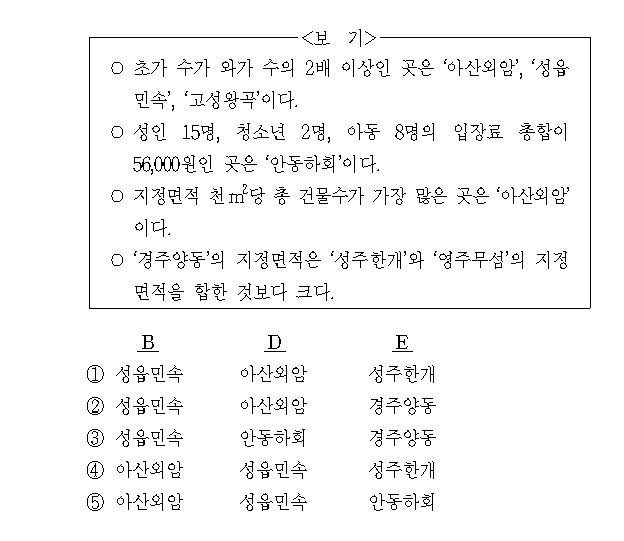 <보 기>
○ 초가 수가 와가 수의 2배 이상인 곳은 ‘아산외암’, ‘성읍
민속’, ‘고성왕곡’이다.
○ 성인 15명, 청소년 2명, 아동 8명의 입장료 총합이
56,000원인 곳은 ‘안동하회’이다.
○ 지정면적 천㎡당 총 건물수가 가장 많은 곳은 ‘아산외암’
이다.
○ ‘경주양동’의 지정면적은 ‘성주한개’와 ‘영주무섬’의 지정
면적을 합한 것보다 크다.
B D E
① 성읍민속 아산외암 성주한개
② 성읍민속 아산외암 경주양동
③ 성읍민속 안동하회 경주양동
④ 아산외암 성읍민속 성주한개
⑤ 아산외암 성읍민속 안동하회